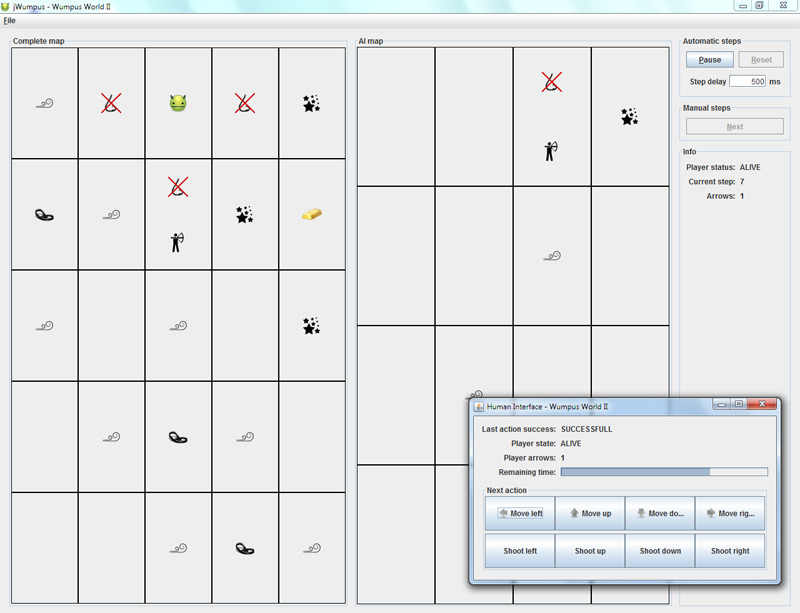 jWumpus - Wumpus World II
File
Complete map
AI map
Automatic steps
Pause
Reset
Step delay 500 ms
Manual steps
Next
Info
Player status: ALIVE
Current step: 7
Arrows: 1
Human Interface - Wumpus World II
Last action success: SUCCESSFULL
Player state: ALIVE
Player arrows: 1
Remaining time:
Next action
Move left
Move up
Move do...
Move rig...
Shoot left
Shoot up
Shoot down
Shoot right